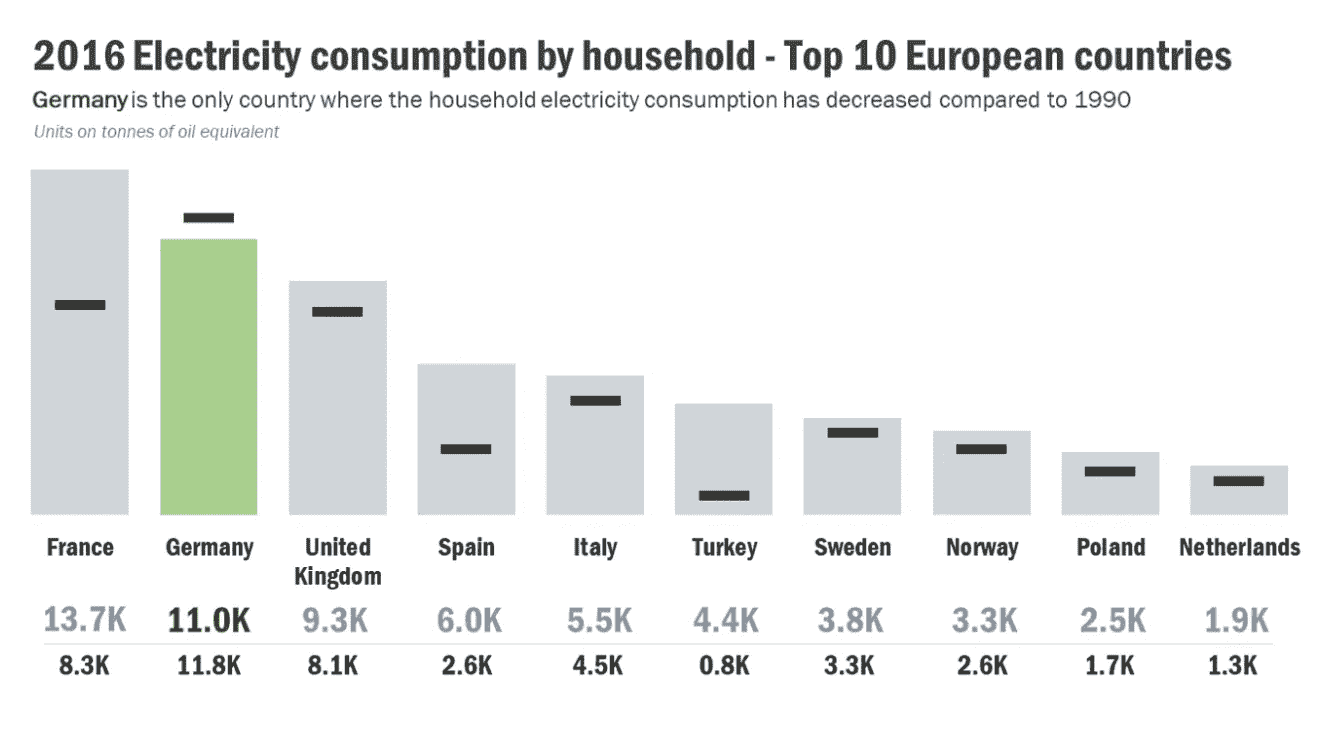 2016 Electricity consumption by household - Top 10 European countries
Germany is the only country where the household electricity consumption has decreased compared to 1990
Units on tonnes of oil equivalent
France Germany United Kingdom Spain Italy Turkey Sweden Norway Poland Netherlands
13.7K 11.0K 9.3K 6.0K 5.5K 4.4K 3.8K 3.3K 2.5K 1.9K
8.3K 11.8K 8.1K 2.6K 4.5K 0.8K 3.3K 2.6K 1.7K 1.3K